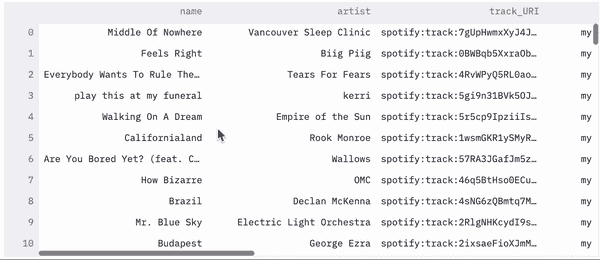 name artist track_URI
0 Middle Of Nowhere Vancouver Sleep Clinic spotify:track:7gUpHwmxXyJ4J… my
1 Feels Right Biig Piig spotify:track:0BWBqb5XxraOb… my
2 Everybody Wants To Rule The… Tears For Fears spotify:track:4RvWPyQ5RL0ao… my
3 play this at my funeral kerri spotify:track:5gi9n31BVk5OJ… my
4 Walking On A Dream Empire of the Sun spotify:track:5r5cp9IpziiIs… my
5 Californialand Rook Monroe spotify:track:1wsmGKR1ySMyR… my
6 Are You Bored Yet? (feat. C… Wallows spotify:track:57RA3JGafJm5z… my
7 How Bizarre OMC spotify:track:46q5BtHso0ECu… my
8 Brazil Declan McKenna spotify:track:4sNG6zQBmtq7M… my
9 Mr. Blue Sky Electric Light Orchestra spotify:track:2RlgNHKcydI9s… my
10 Budapest George Ezra spotify:track:2ixsaeFioXJmM… my